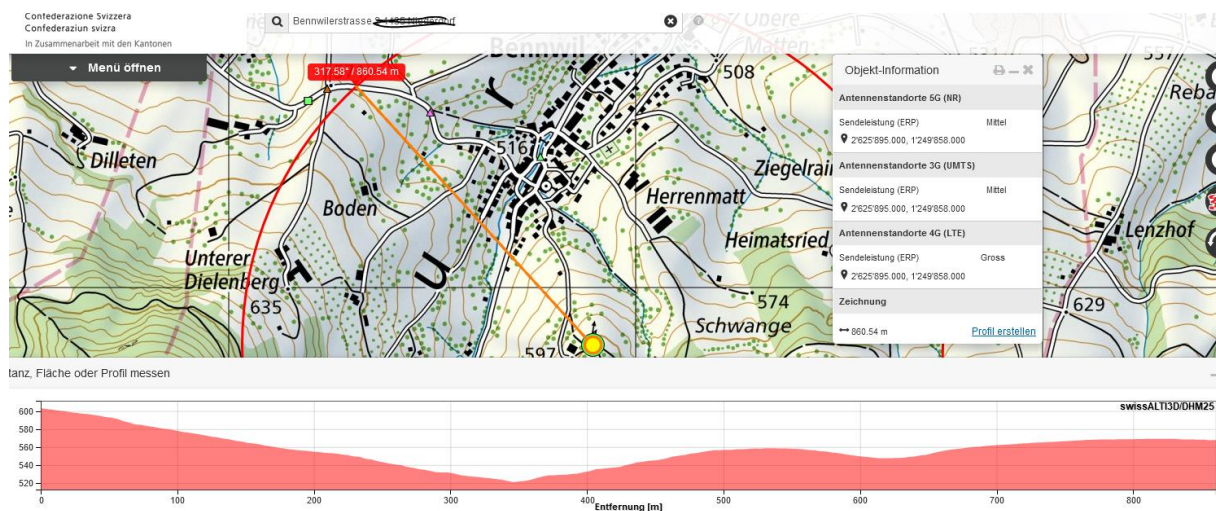 Confederazione Svizzera
Confederaziun svizra
In Zusammenarbeit mit den Kantonen
Bennwilerstrasse
Menü öffnen
317.58° / 860.54 m
Bennwil
Obere
Matten
531
557
508
516
Dilleten
Boden
Unterer
Dielenberg
635
r
u
T
Herrenmatt
Heimatsried
574
Schwange
597
Lenzhof
629
Objekt-Information
Antennenstandorte 5G (NR)
Sendeleistung (ERP) Mittel
2'625'895.000, 1'249'858.000
Antennenstandorte 3G (UMTS)
Sendeleistung (ERP) Mittel
2'625'895.000, 1'249'858.000
Antennenstandorte 4G (LTE)
Sendeleistung (ERP) Gross
2'625'895.000, 1'249'858.000
Zeichnung
860.54 m Profil erstellen
tanz, Fläche oder Profil messen
swissALTI3D/DHM25
600
580
560
540
520
0 100 200 300 400 500 600 700 800
Entfernung [m]